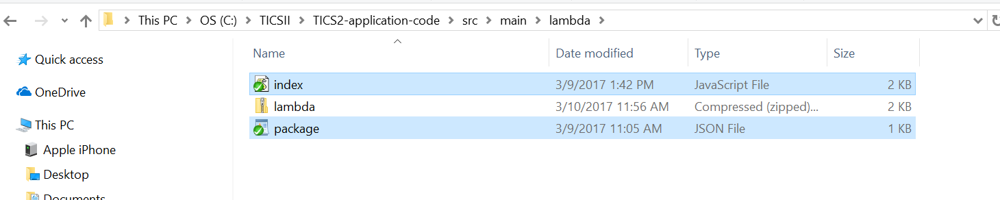 This PC > OS (C:) > TICSII > TICS2-application-code > src > main > lambda >
Name Date modified Type Size
Quick access
OneDrive
This PC
Apple iPhone
Desktop
Documents
index 3/9/2017 1:42 PM JavaScript File 2 KB
lambda 3/10/2017 11:56 AM Compressed (zipped)... 2 KB
package 3/9/2017 11:05 AM JSON File 1 KB